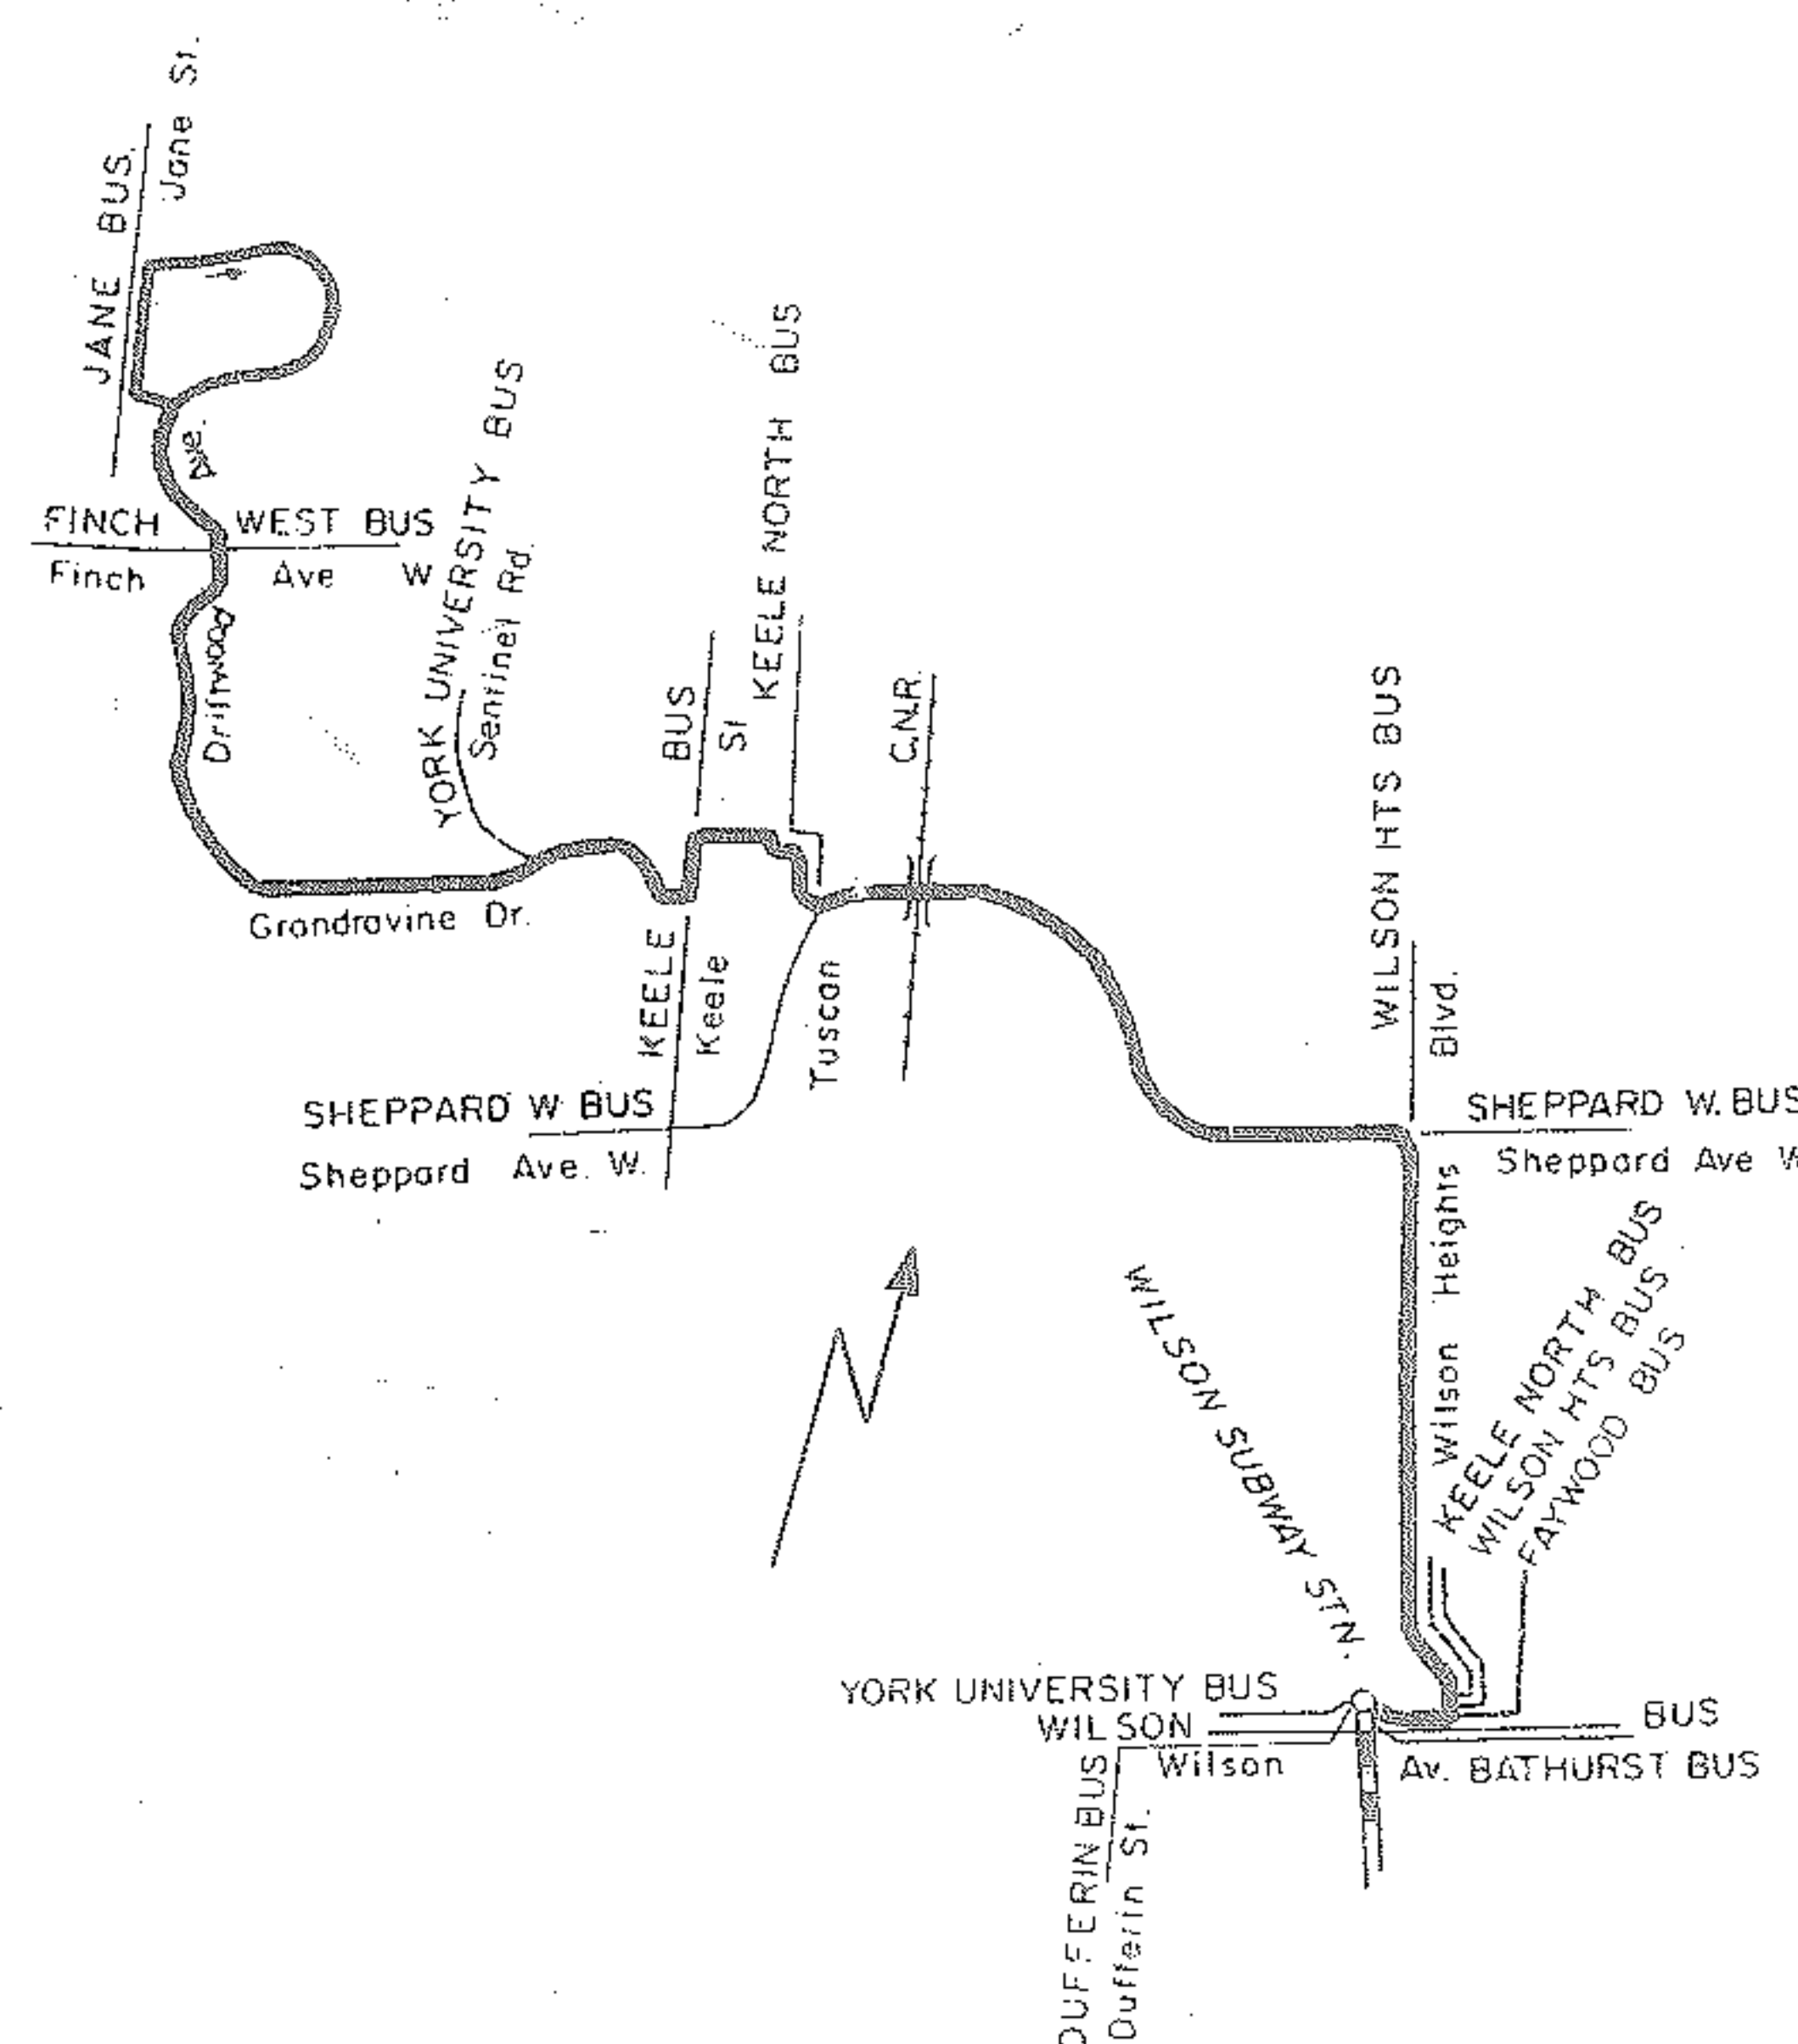 Jane St.
JANE BUS.
Ave.
FINCH WEST BUS
Finch Ave W
Driftwood
YORK UNIVERSITY BUS
Sentinel Rd.
KEELE NORTH BUS
KEELE BUS
Keele St
C.N.R.
WILSON HTS BUS
Grandravine Dr.
Tuscan
Blvd.
SHEPPARD W BUS
Sheppard Ave. W.
SHEPPARD W. BUS
Sheppard Ave W
Wilson Heights
KEELE NORTH BUS
WILSON HTS BUS
FAYWOOD BUS
WILSON SUBWAY STN.
YORK UNIVERSITY BUS
WILSON BUS
Wilson Av. BATHURST BUS
DUFFERIN BUS
Dufferin St.